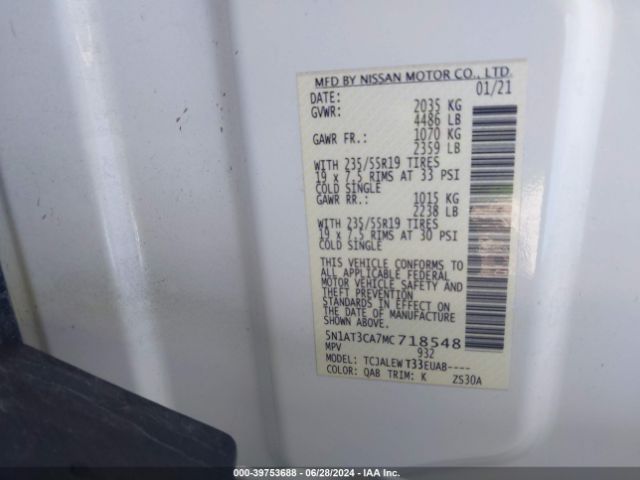 MFD BY NISSAN MOTOR CO., LTD.
DATE: 01/21
GVWR: 2035 KG
4486 LB
GAWR FR.: 1070 KG
2359 LB
WITH 235/55R19 TIRES
19 x 7.5 RIMS AT 33 PSI
COLD SINGLE
GAWR RR.: 1015 KG
2238 LB
WITH 235/55R19 TIRES
19 x 7.5 RIMS AT 30 PSI
COLD SINGLE
THIS VEHICLE CONFORMS TO
ALL APPLICABLE FEDERAL
MOTOR VEHICLE SAFETY AND
THEFT PREVENTION
STANDARDS IN EFFECT ON
THE DATE OF MANUFACTURE
SHOWN ABOVE.
5N1AT3CA7MC718548
MPV 932
MODEL: TCJALEW T33EUAB----
COLOR: QAB TRIM: K ZS30A
000-39753688 - 06/28/2024 - IAA Inc.